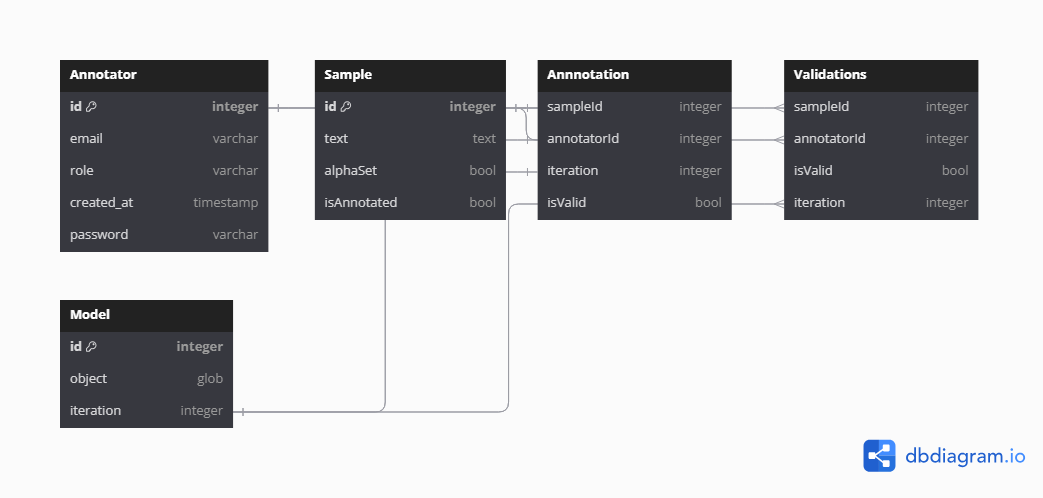 Annotator
id integer
email varchar
role varchar
created_at timestamp
password varchar
Sample
id integer
text text
alphaSet bool
isAnnotated bool
Annnotation
sampleId integer
annotatorId integer
iteration integer
isValid bool
Validations
sampleId integer
annotatorId integer
isValid bool
iteration integer
Model
id integer
object glob
iteration integer
dbdiagram.io